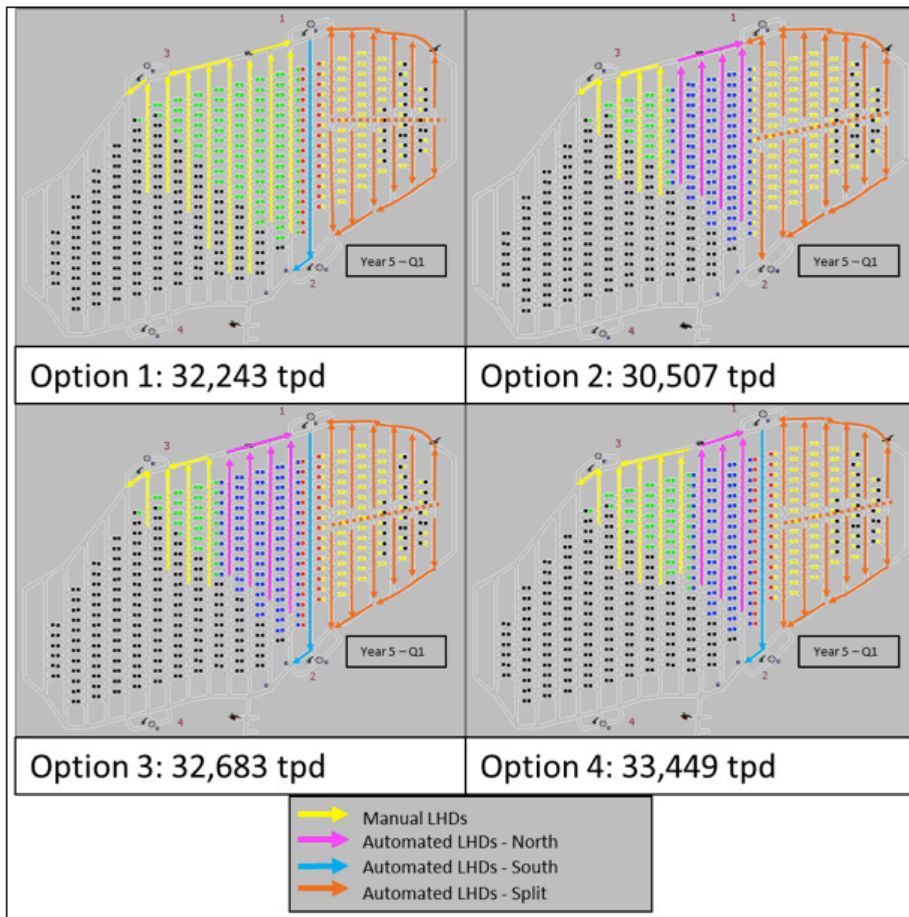 1
3
Year 5 – Q1
2
4
1
3
Year 5 – Q1
2
4
Option 1: 32,243 tpd
Option 2: 30,507 tpd
1
3
Year 5 – Q1
2
4
1
3
Year 5 – Q1
2
4
Option 3: 32,683 tpd
Option 4: 33,449 tpd
Manual LHDs
Automated LHDs - North
Automated LHDs - South
Automated LHDs - Split